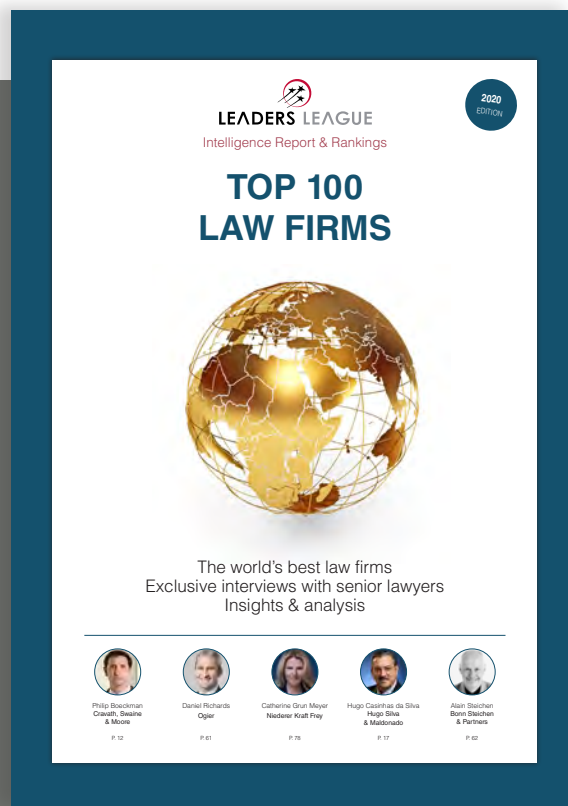 LEADERS LEAGUE
2020
EDITION
Intelligence Report & Rankings
TOP 100
LAW FIRMS
The world's best law firms
Exclusive interviews with senior lawyers
Insights & analysis
Philip Boeckman
Cravath, Swaine
& Moore
P. 12
Daniel Richards
Ogier
P. 61
Catherine Grun Meyer
Niederer Kraft Frey
P. 78
Hugo Casinhas da Silva
Hugo Silva
& Maldonado
P. 17
Alain Steichen
Bonn Steichen
& Partners
P. 62